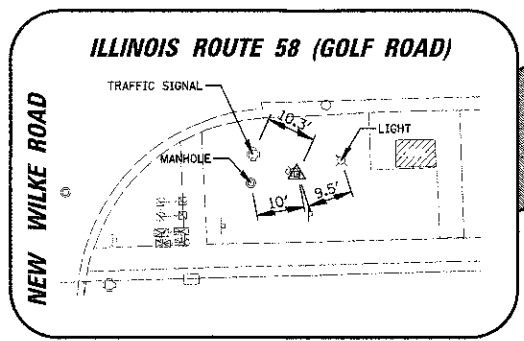 ILLINOIS ROUTE 58 (GOLF ROAD)
NEW WILKE ROAD
TRAFFIC SIGNAL
10.3'
LIGHT
MANHOLE
10'
9.5'